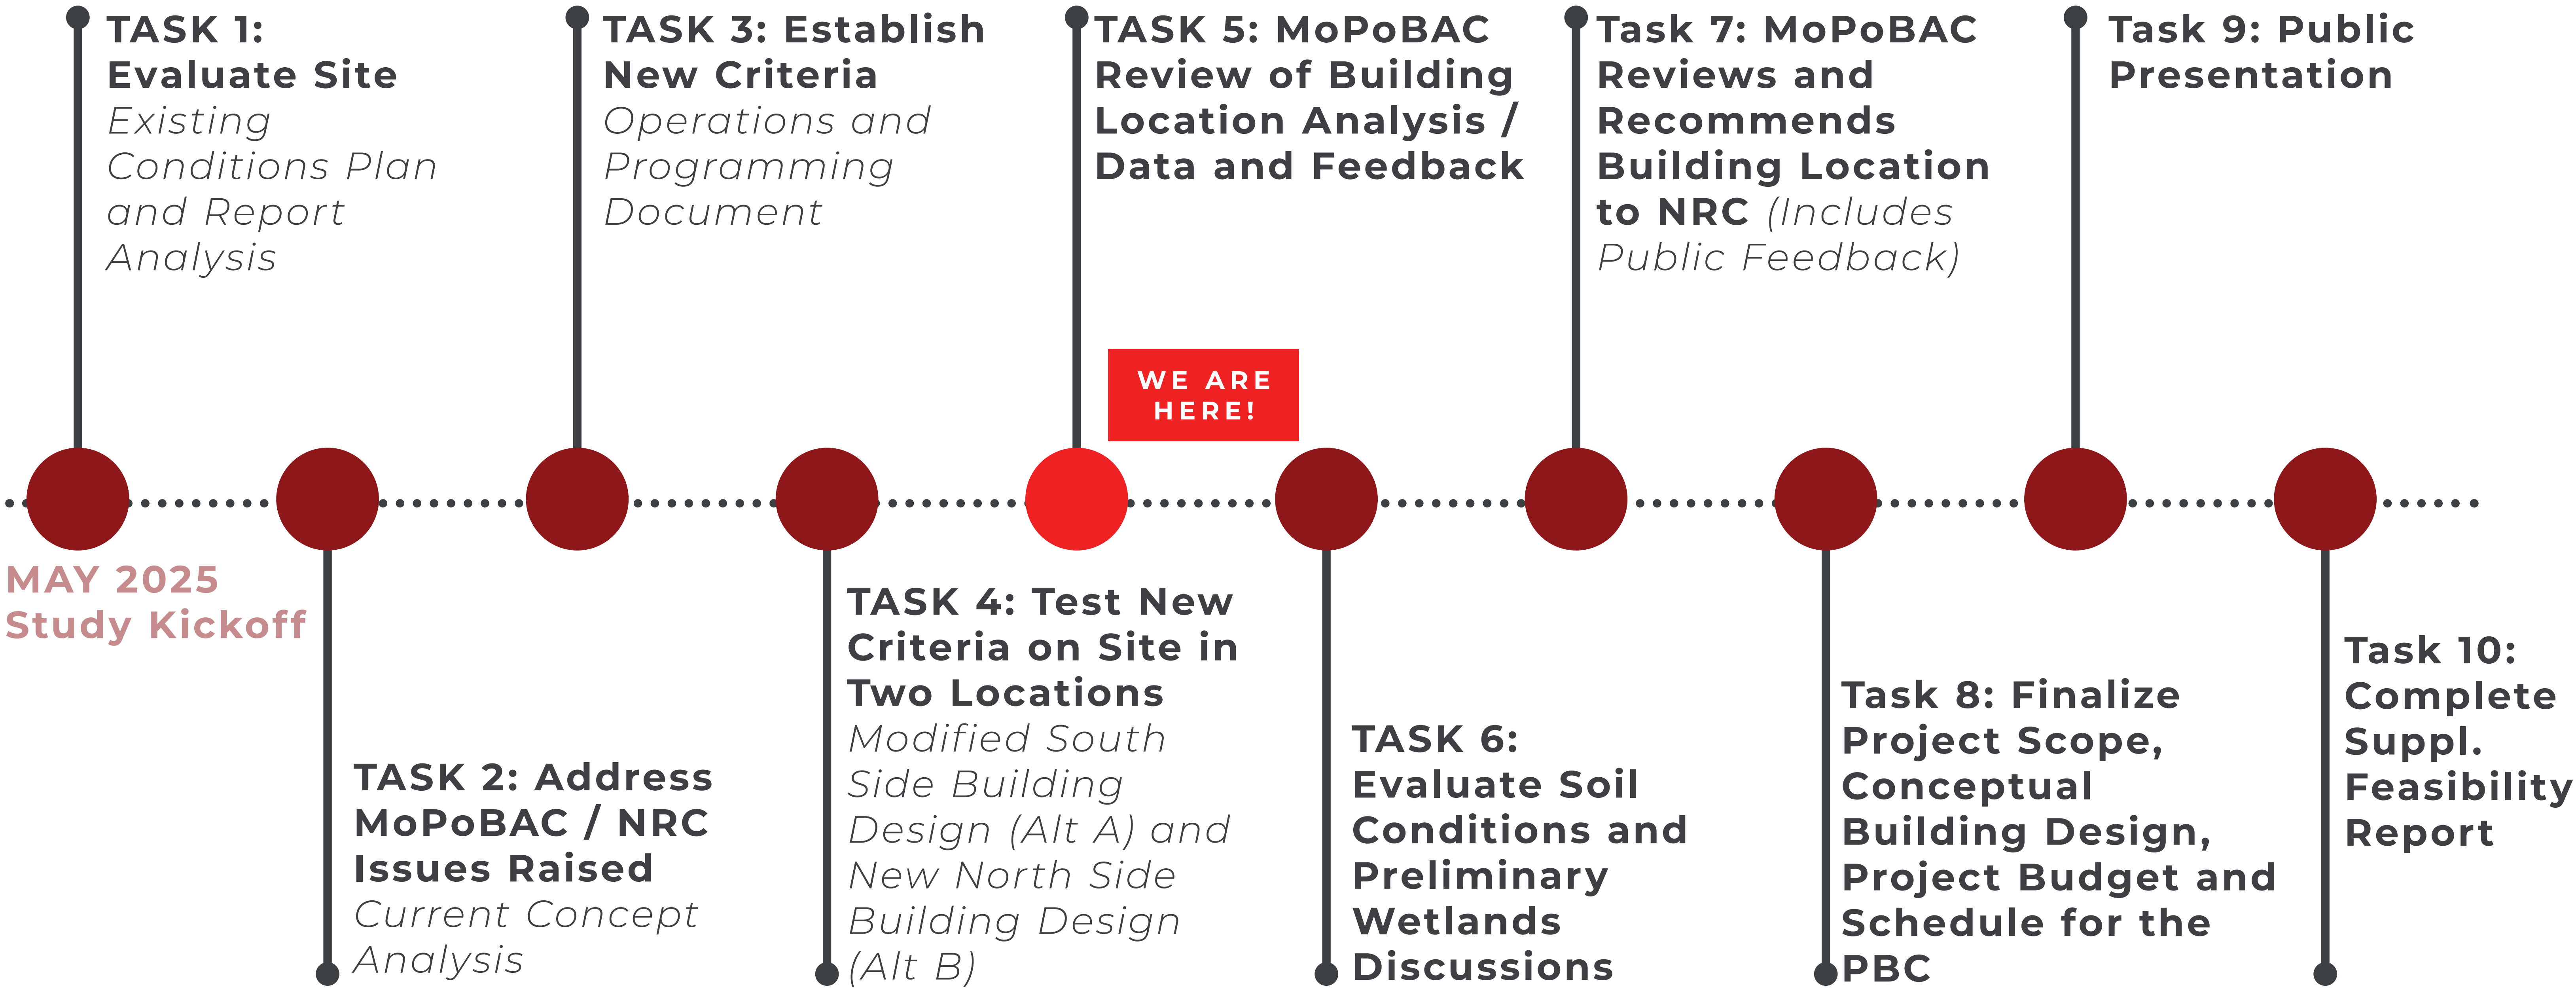 TASK 1:
Evaluate Site
Existing
Conditions Plan
and Report
Analysis
MAY 2025
Study Kickoff
TASK 2: Address
MoPoBAC / NRC
Issues Raised
Current Concept
Analysis
TASK 3: Establish
New Criteria
Operations and
Programming
Document
TASK 4: Test New
Criteria on Site in
Two Locations
Modified South
Side Building
Design (Alt A) and
New North Side
Building Design
(Alt B)
TASK 5: MoPoBAC
Review of Building
Location Analysis /
Data and Feedback
WE ARE
HERE!
TASK 6:
Evaluate Soil
Conditions and
Preliminary
Wetlands
Discussions
Task 7: MoPoBAC
Reviews and
Recommends
Building Location
to NRC (Includes
Public Feedback)
Task 8: Finalize
Project Scope,
Conceptual
Building Design,
Project Budget and
Schedule for the
PBC
Task 9: Public
Presentation
Task 10:
Complete
Suppl.
Feasibility
Report